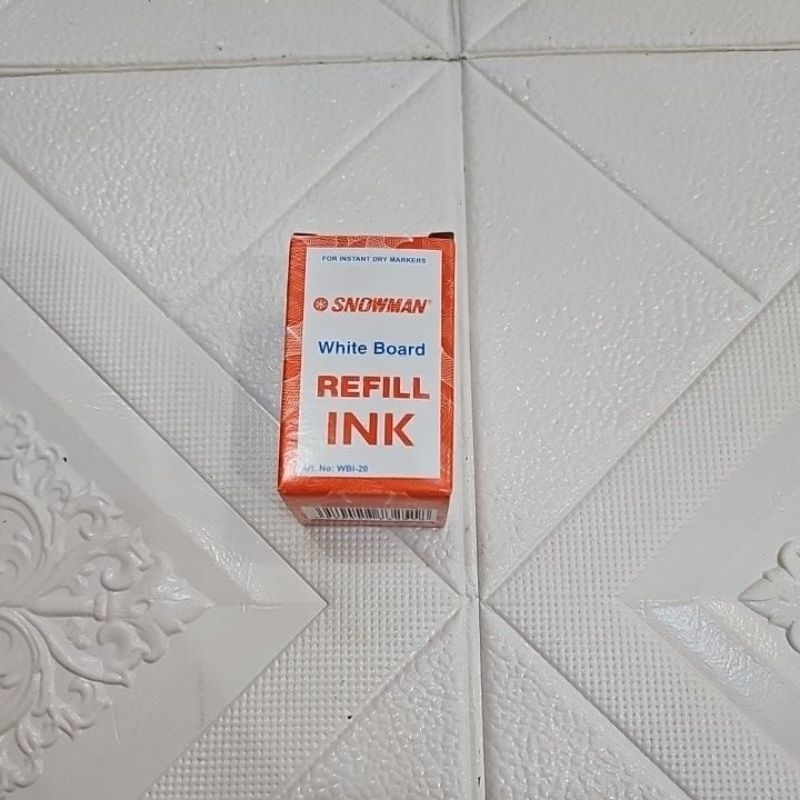 FOR INSTANT DRY MARKERS
SNOWMAN®
White Board
REFILL
INK
Art. No: WBI-20